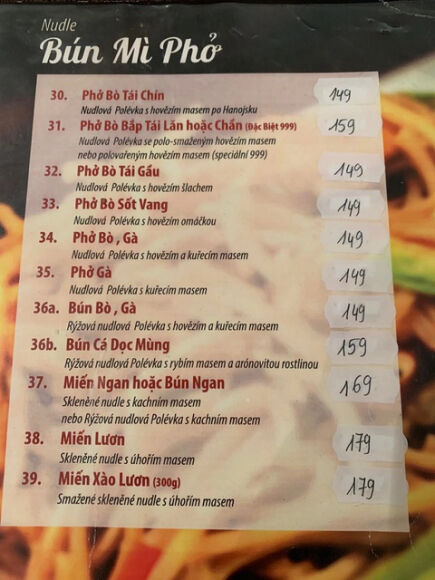 Nudle
Bún Mì Phở
30. Phở Bò Tái Chín 149
Nudlová Polévka s hovězím masem po Hanojsku
31. Phở Bò Bắp Tái Lăn hoặc Chần (Đặc Biệt 999) 159
Nudlová Polévka se polo-smaženým hovězím masem
nebo polovařeným hovězím masem (speciální 999)
32. Phở Bò Tái Gầu 149
Nudlová Polévka s hovězím šlachem
33. Phở Bò Sốt Vang 149
Nudlová Polévka s hovězím omáčkou
34. Phở Bò , Gà 149
Nudlová Polévka s hovězím a kuřecím masem
35. Phở Gà 149
Nudlová Polévka s kuřecím masem
36a. Bún Bò , Gà 149
Rýžová nudlová Polévka s hovězím a kuřecím masem
36b. Bún Cá Dọc Mùng 159
Rýžová nudlová Polévka s rybím masem a arónovitou rostlinou
37. Miến Ngan hoặc Bún Ngan 169
Skleněné nudle s kachním masem
nebo Rýžová nudlová Polévka s kachním masem
38. Miến Lươn 179
Skleněné nudle s úhořím masem
39. Miến Xào Lươn (300g) 179
Smažené skleněné nudle s úhořím masem